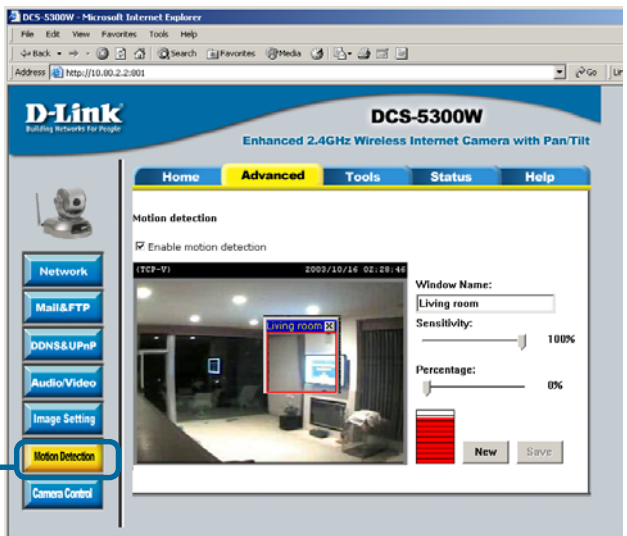 DCS-5300W - Microsoft Internet Explorer
File Edit View Favorites Tools Help
Back Search Favorites Media
Address http://10.80.2.2:801 Go
D-Link
Building Networks for People
DCS-5300W
Enhanced 2.4GHz Wireless Internet Camera with Pan/Tilt
Home Advanced Tools Status Help
Motion detection
Enable motion detection
(TCP-V) 2003/10/16 02:28:46
Living room
Window Name:
Living room
Sensitivity:
100%
Percentage:
0%
New Save
Network
Mail&FTP
DDNS&UPnP
Audio/Video
Image Setting
Motion Detection
Camera Control